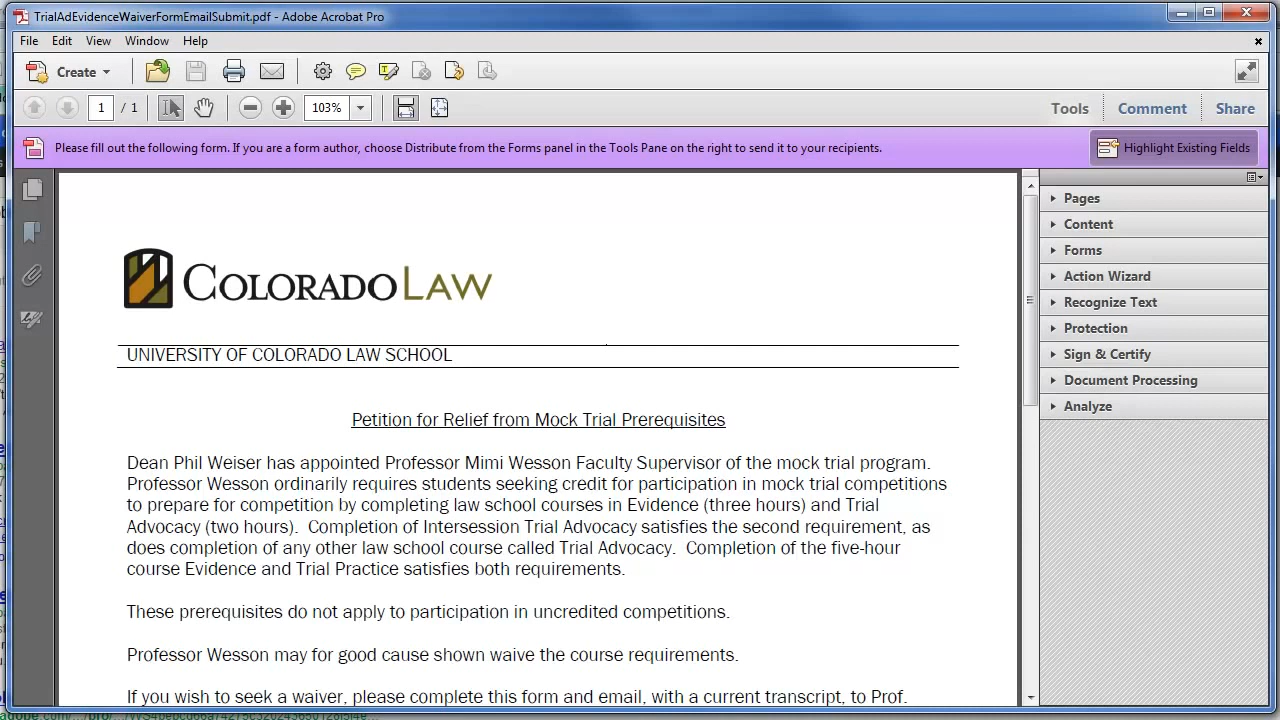 TrialAdEvidenceWaiverFormEmailSubmit.pdf - Adobe Acrobat Pro
File Edit View Window Help
Create
1 / 1 103% Tools Comment Share
Please fill out the following form. If you are a form author, choose Distribute from the Forms panel in the Tools Pane on the right to send it to your recipients.
Highlight Existing Fields
COLORADO LAW
UNIVERSITY OF COLORADO LAW SCHOOL
Petition for Relief from Mock Trial Prerequisites
Dean Phil Weiser has appointed Professor Mimi Wesson Faculty Supervisor of the mock trial program.
Professor Wesson ordinarily requires students seeking credit for participation in mock trial competitions
to prepare for competition by completing law school courses in Evidence (three hours) and Trial
Advocacy (two hours). Completion of Intersession Trial Advocacy satisfies the second requirement, as
does completion of any other law school course called Trial Advocacy. Completion of the five-hour
course Evidence and Trial Practice satisfies both requirements.
These prerequisites do not apply to participation in uncredited competitions.
Professor Wesson may for good cause shown waive the course requirements.
If you wish to seek a waiver, please complete this form and email, with a current transcript, to Prof.
Pages
Content
Forms
Action Wizard
Recognize Text
Protection
Sign & Certify
Document Processing
Analyze